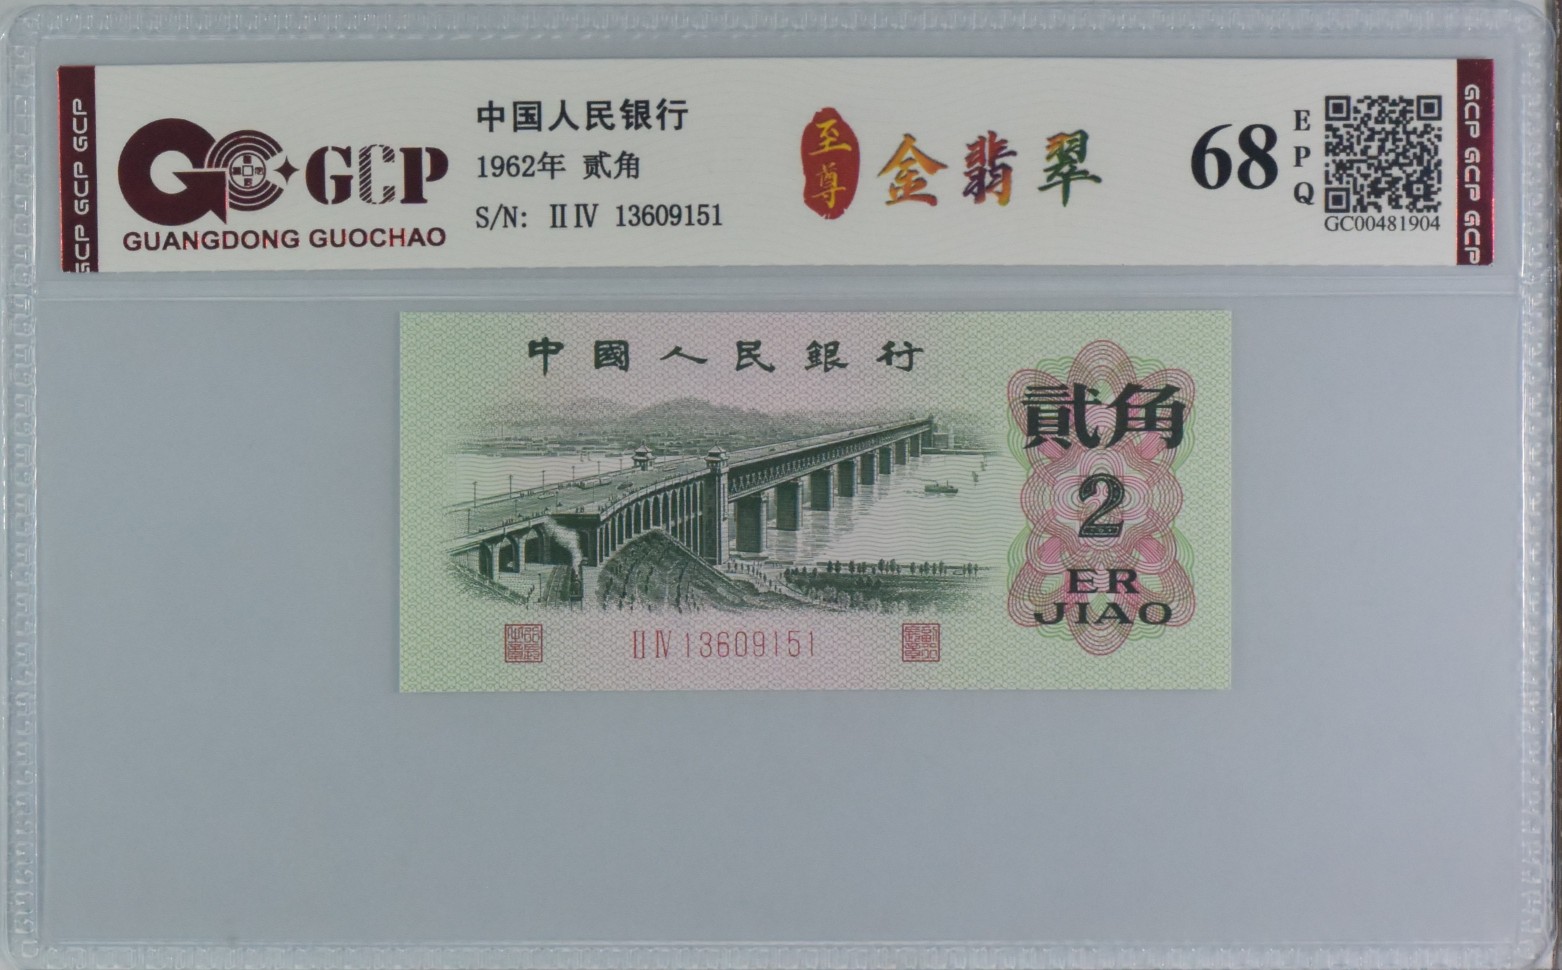 GCP GCP GCP
GCP
GUANGDONG GUOCHAO
中国人民银行
1962年 贰角
S/N: ⅡⅣ 13609151
至尊
金翡翠
68
EPQ
GC00481904
GCP GCP GCP
中國人民銀行
貳角
2
ER
JIAO
ⅡⅣ 13609151